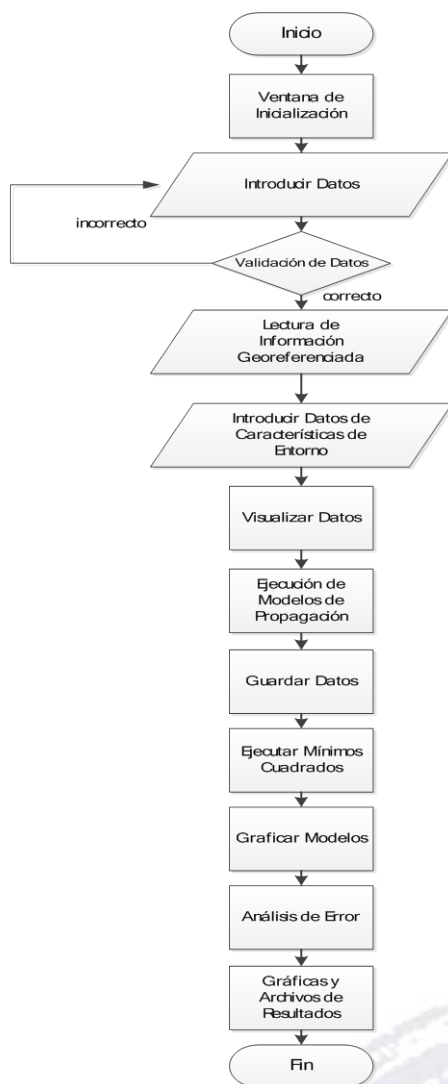 Inicio
Ventana de
Inicialización
Introducir Datos
incorrecto
Validación de Datos
correcto
Lectura de
Información
Georeferenciada
Introducir Datos de
Características de
Entorno
Visualizar Datos
Ejecución de
Modelos de
Propagación
Guardar Datos
Ejecutar Mínimos
Cuadrados
Graficar Modelos
Análisis de Error
Gráficas y
Archivos de
Resultados
Fin